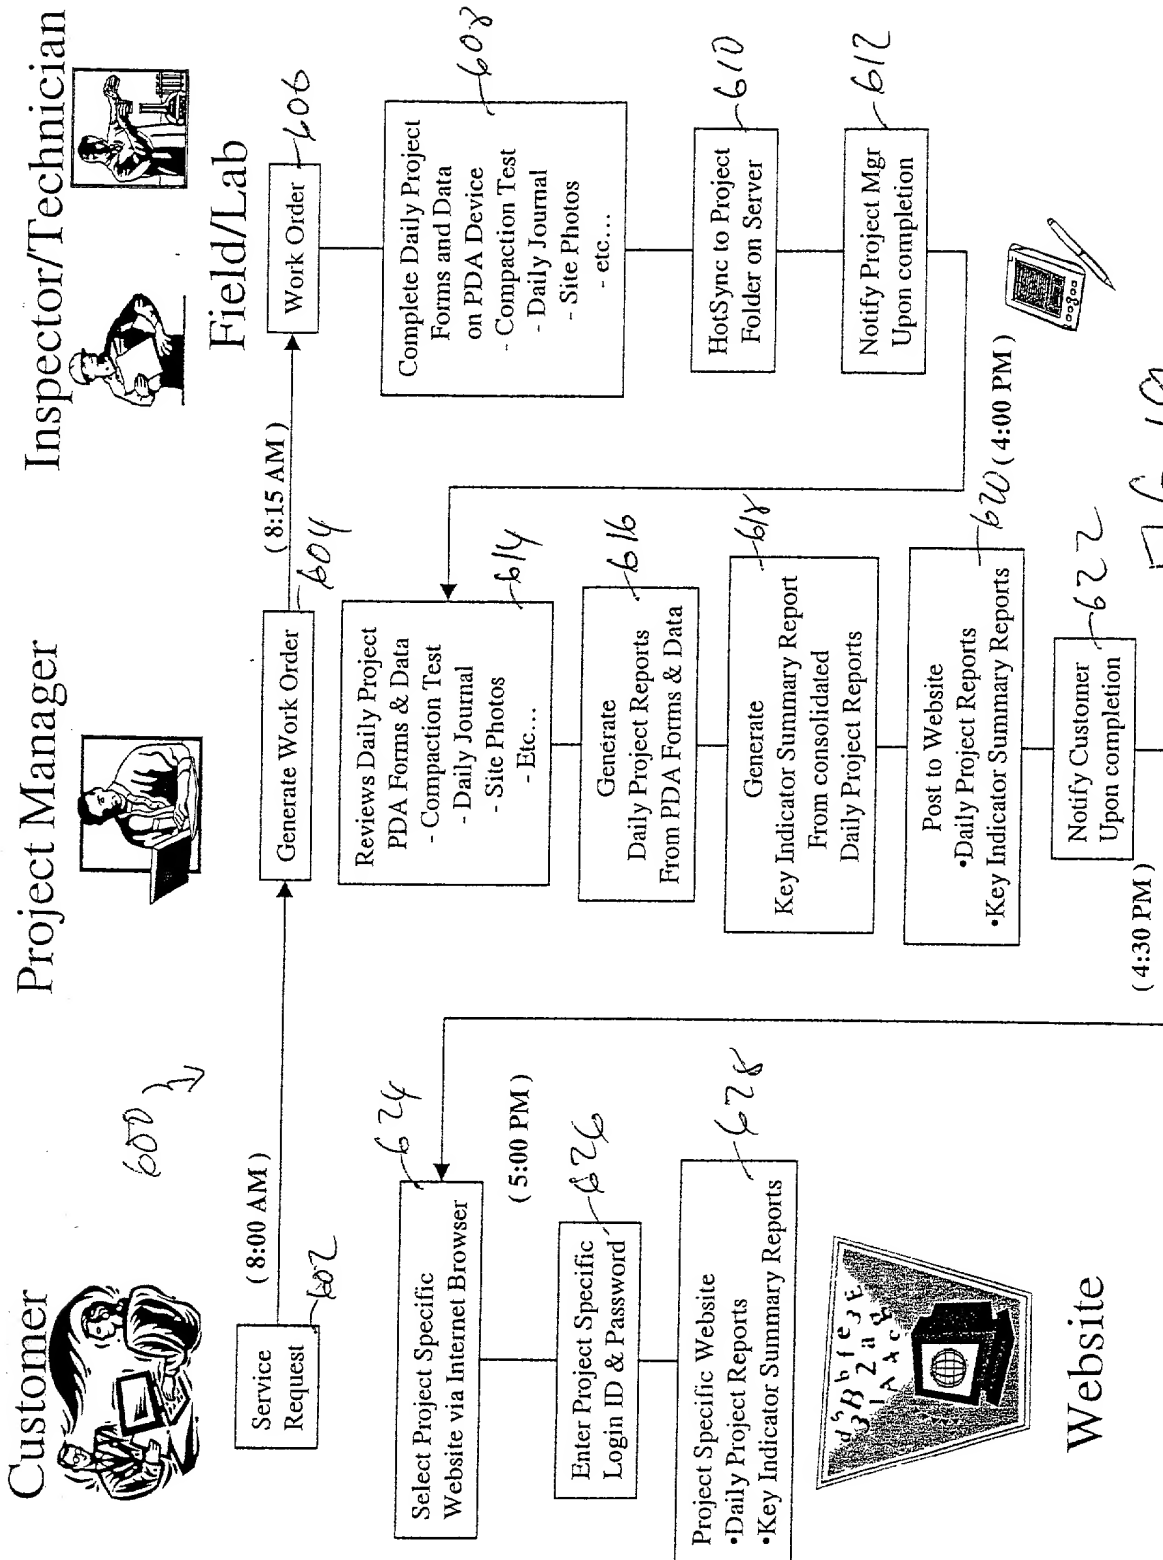 Customer
Project Manager
Inspector/Technician
600
Field/Lab
( 8:00 AM )
( 8:15 AM )
Service
Request
602
Generate Work Order
604
Work Order
606
Complete Daily Project
Forms and Data
on PDA Device
- Compaction Test
- Daily Journal
- Site Photos
- etc...
608
HotSync to Project
Folder on Server
610
Notify Project Mgr
Upon completion
612
Reviews Daily Project
PDA Forms & Data
- Compaction Test
- Daily Journal
- Site Photos
- Etc...
614
Generate
Daily Project Reports
From PDA Forms & Data
616
Generate
Key Indicator Summary Report
From consolidated
Daily Project Reports
618
Post to Website
•Daily Project Reports
•Key Indicator Summary Reports
620 ( 4:00 PM )
Notify Customer
Upon completion
622
( 4:30 PM )
Select Project Specific
Website via Internet Browser
624
( 5:00 PM )
Enter Project Specific
Login ID & Password
626
Project Specific Website
•Daily Project Reports
•Key Indicator Summary Reports
628
Website